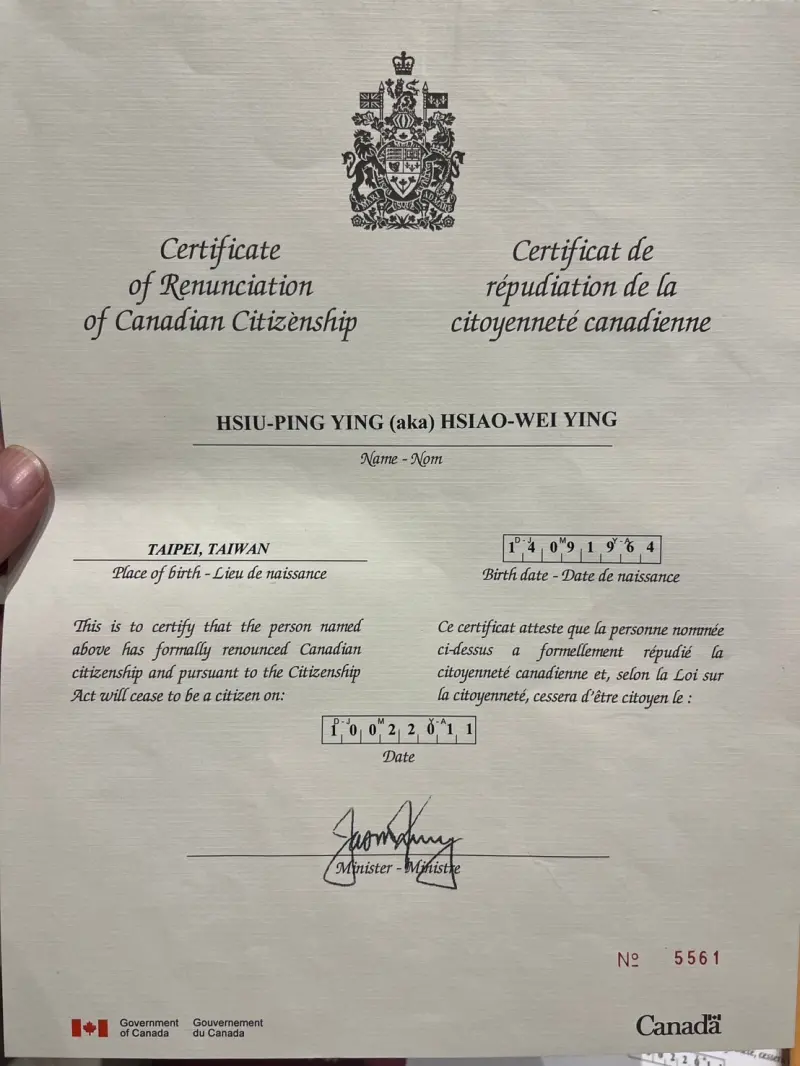 Certificate
of Renunciation
of Canadian Citizenship
Certificat de
répudiation de la
citoyenneté canadienne
HSIU-PING YING (aka) HSIAO-WEI YING
Name - Nom
TAIPEI, TAIWAN
Place of birth - Lieu de naissance
D - J M Y - A
1 4 0 9 1 9 6 4
Birth date - Date de naissance
This is to certify that the person named
above has formally renounced Canadian
citizenship and pursuant to the Citizenship
Act will cease to be a citizen on:
Ce certificat atteste que la personne nommée
ci-dessus a formellement répudié la
citoyenneté canadienne et, selon la Loi sur
la citoyenneté, cessera d'être citoyen le :
D - J M Y - A
1 0 0 2 2 0 1 1
Date
Minister - Ministre
Nº 5561
Government
of Canada
Gouvernement
du Canada
Canada